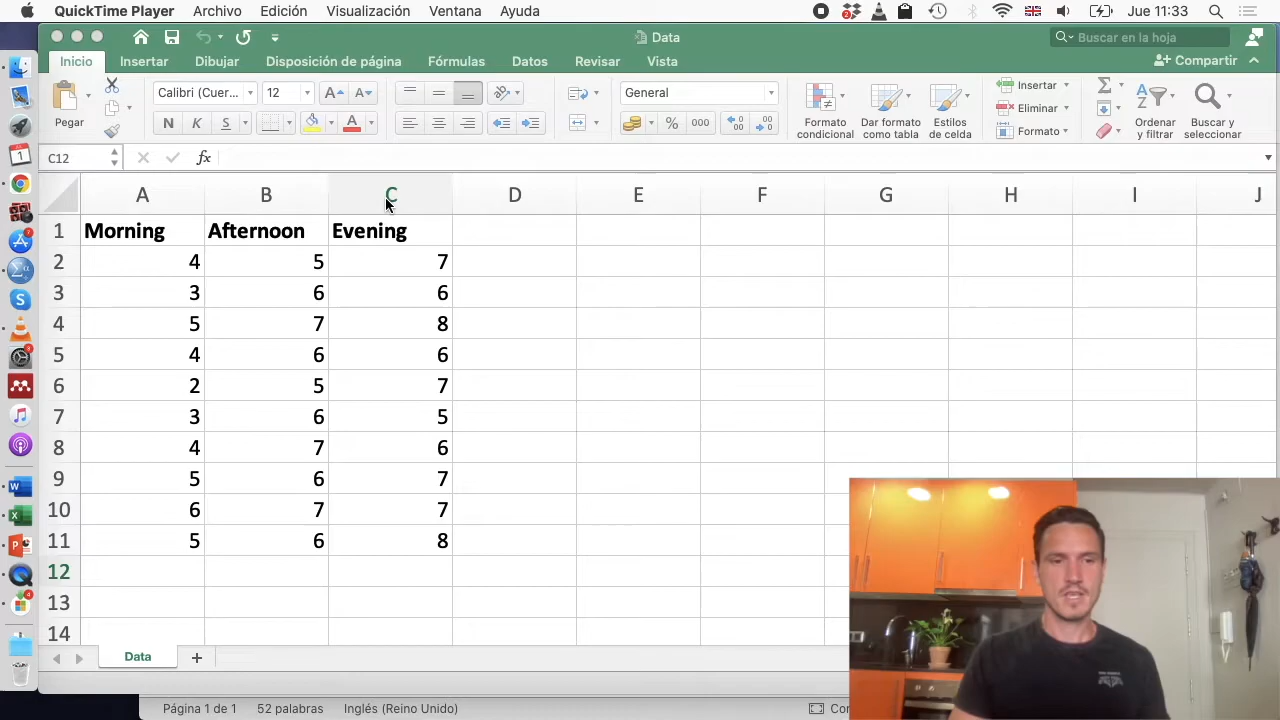 QuickTime Player Archivo Edición Visualización Ventana Ayuda Jue 11:33
Data
Buscar en la hoja
Inicio Insertar Dibujar Disposición de página Fórmulas Datos Revisar Vista Compartir
Calibri (Cuer... 12 A A General Insertar
Eliminar
Formato
Pegar N K S A % 000
Formato condicional
Dar formato como tabla
Estilos de celda
Ordenar y filtrar
Buscar y seleccionar
C12 fx
A B C D E F G H I J
1 Morning Afternoon Evening
2 4 5 7
3 3 6 6
4 5 7 8
5 4 6 6
6 2 5 7
7 3 6 5
8 4 7 6
9 5 6 7
10 6 7 7
11 5 6 8
12
13
14
Data +
Página 1 de 1 52 palabras Inglés (Reino Unido)